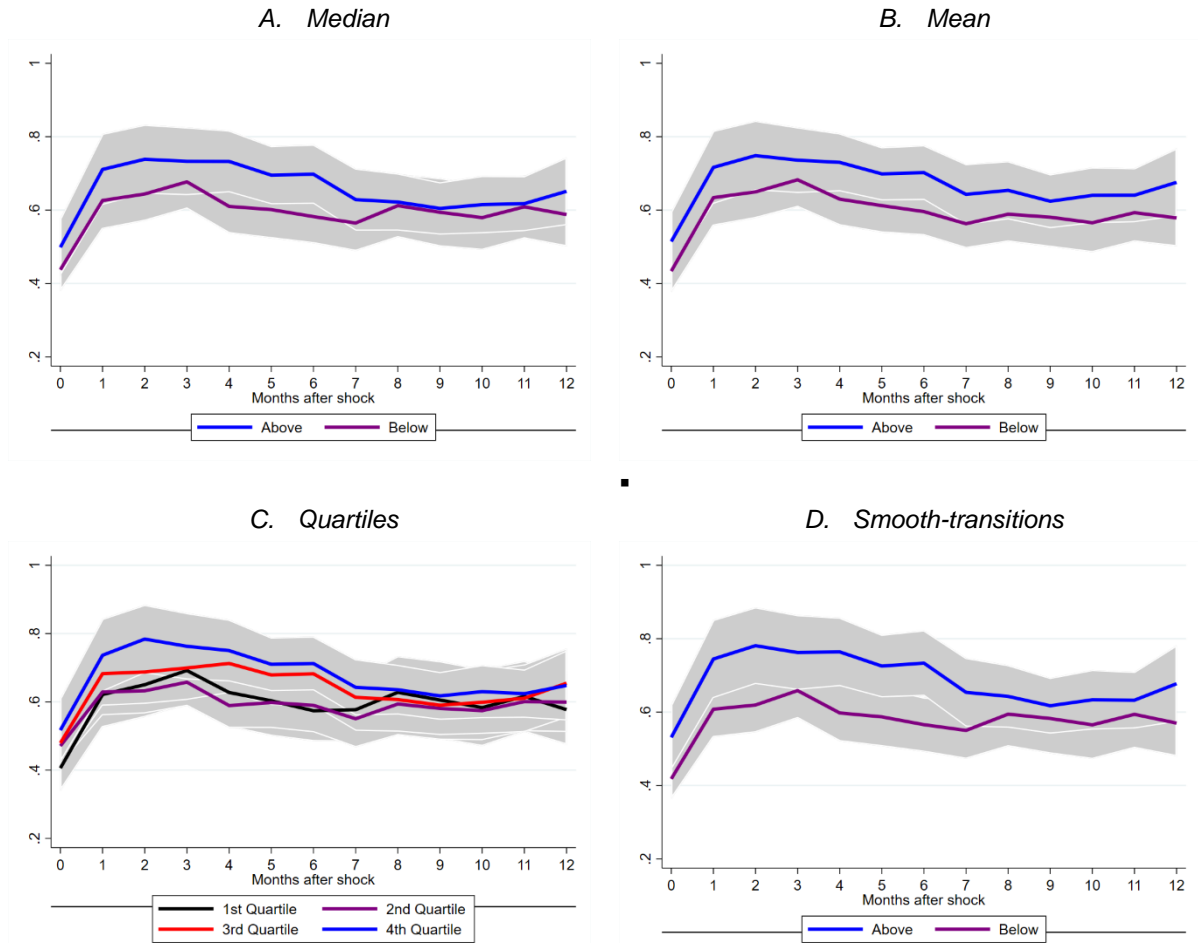 A. Median
B. Mean
1
.8
.6
.4
.2
0 1 2 3 4 5 6 7 8 9 10 11 12
Months after shock
Above Below
1
.8
.6
.4
.2
0 1 2 3 4 5 6 7 8 9 10 11 12
Months after shock
Above Below
C. Quartiles
D. Smooth-transitions
1
.8
.6
.4
.2
0 1 2 3 4 5 6 7 8 9 10 11 12
Months after shock
1st Quartile 2nd Quartile
3rd Quartile 4th Quartile
1
.8
.6
.4
.2
0 1 2 3 4 5 6 7 8 9 10 11 12
Months after shock
Above Below